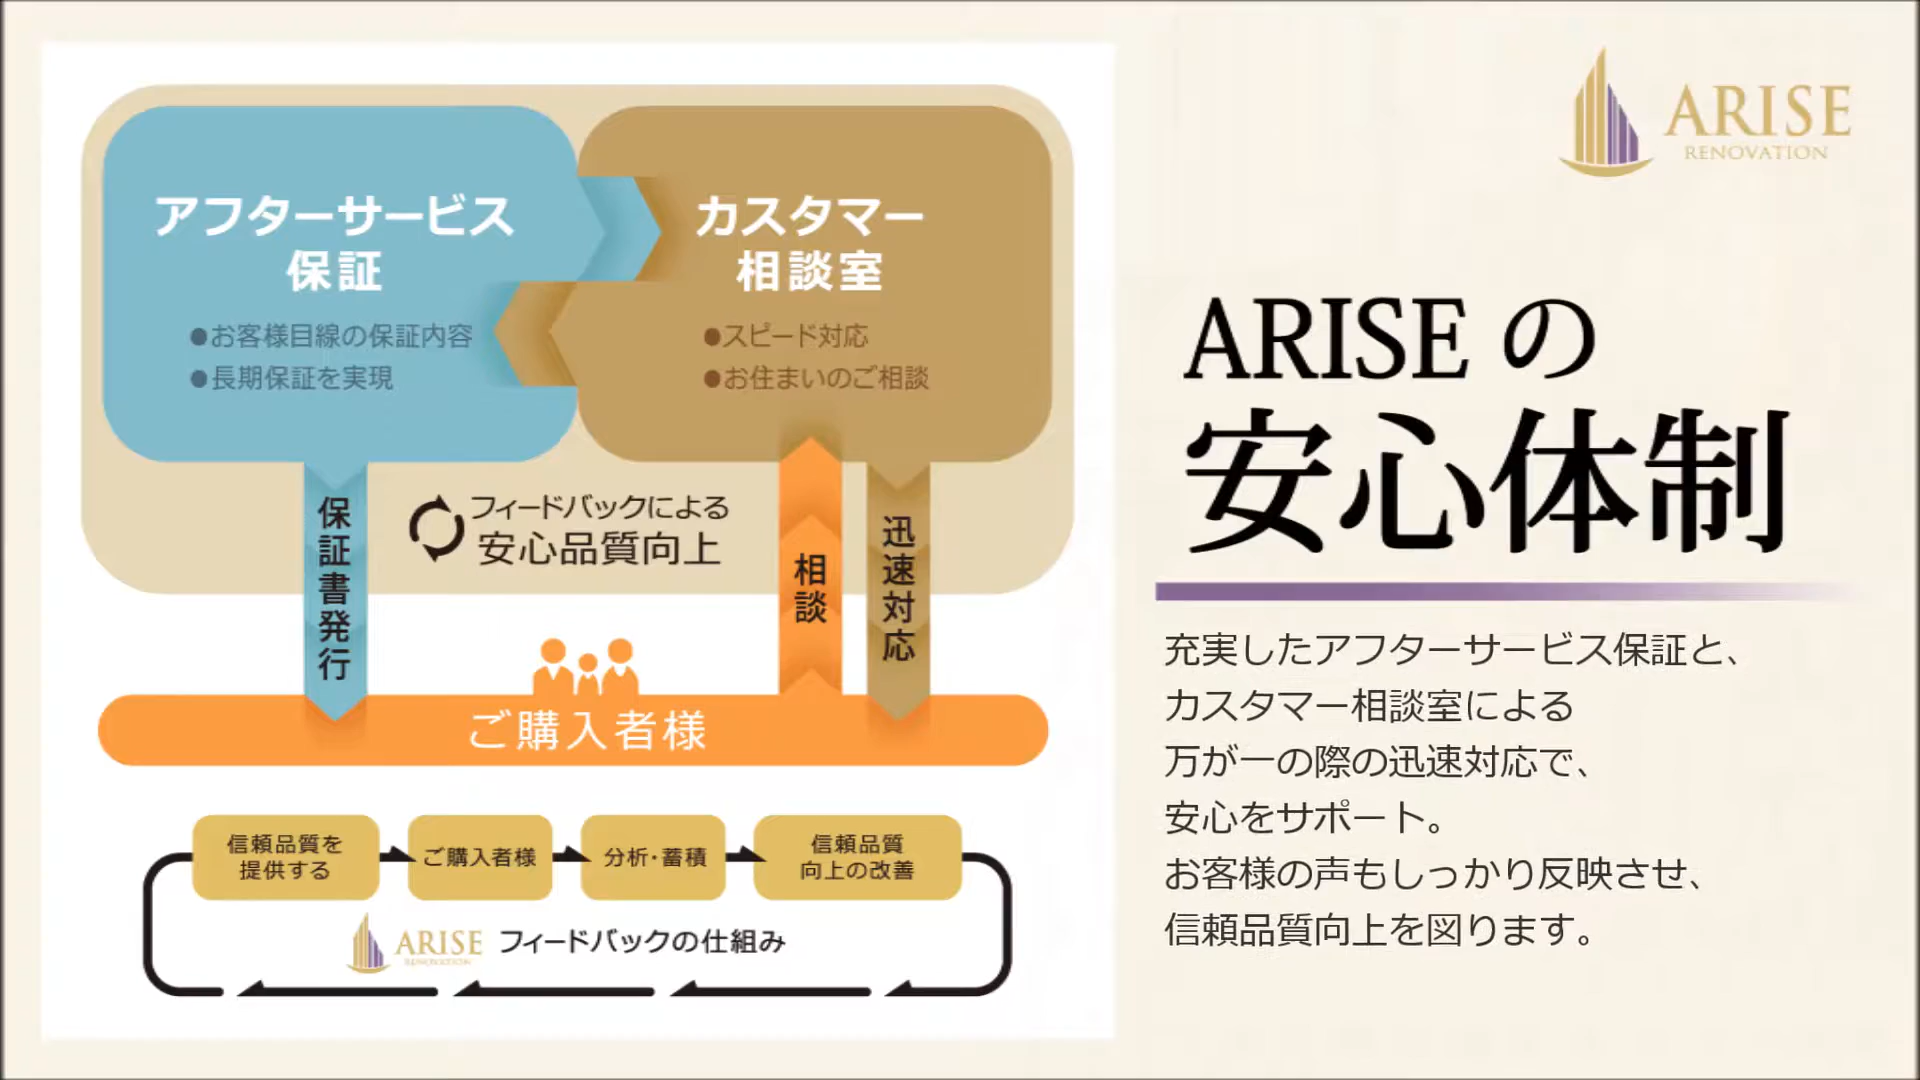 アフターサービス
保証
●お客様目線の保証内容
●長期保証を実現
カスタマー
相談室
●スピード対応
●お住まいのご相談
保証書発行
フィードバックによる
安心品質向上
相談
迅速対応
ご購入者様
信頼品質を
提供する
ご購入者様
分析・蓄積
信頼品質
向上の改善
ARISE
RENOVATION
フィードバックの仕組み
ARISE
RENOVATION
ARISE の
安心体制
充実したアフターサービス保証と、
カスタマー相談室による
万が一の際の迅速対応で、
安心をサポート。
お客様の声もしっかり反映させ、
信頼品質向上を図ります。